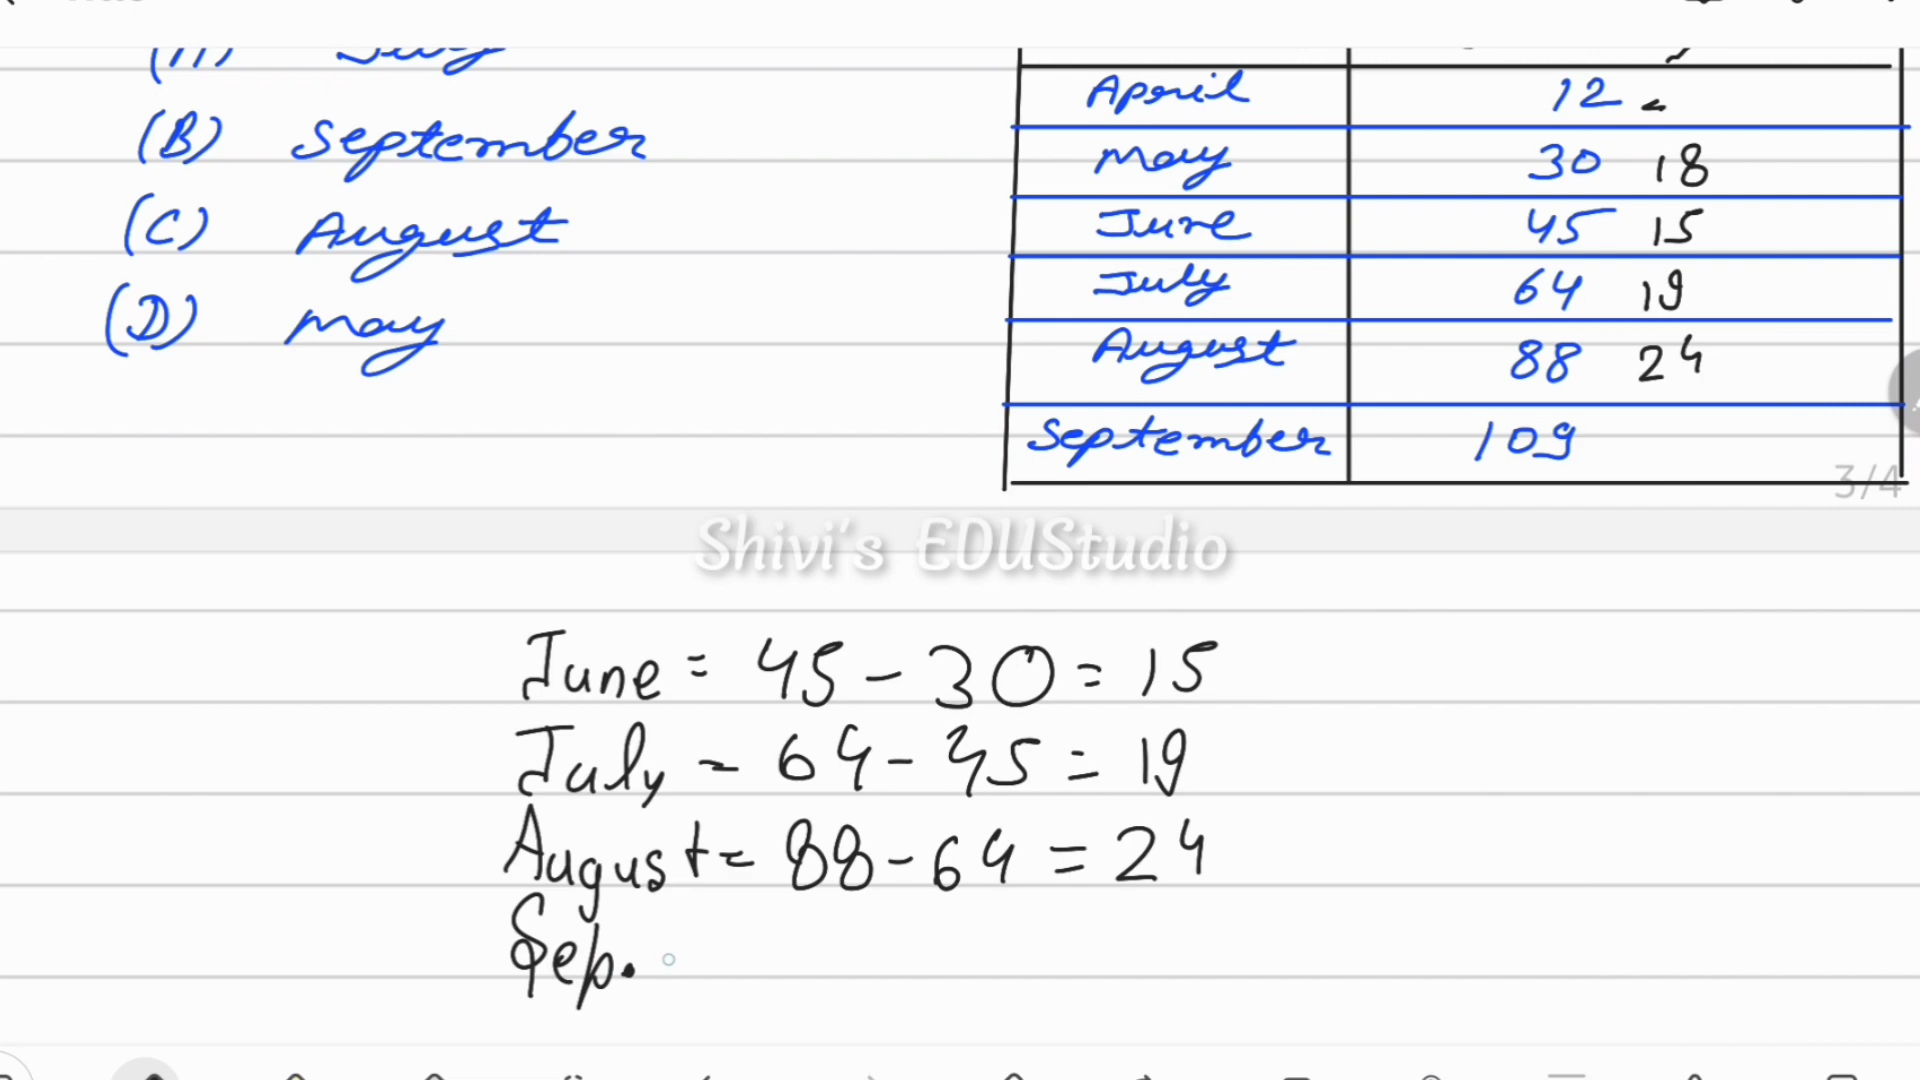 July
(B) September
(C) August
(D) May
April 12 -
May 30 18
June 45 15
July 64 19
August 88 24
September 109
3/4
Shivi's EDUStudio
June = 45 - 30 = 15
July = 64 - 45 = 19
August = 88 - 64 = 24
Sep.